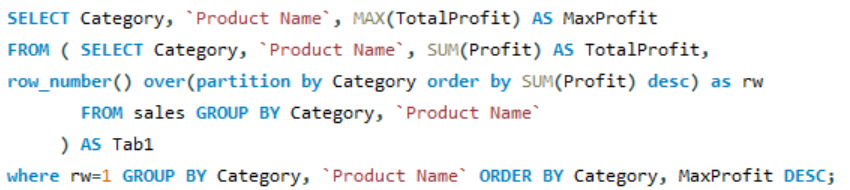 SELECT Category, `Product Name`, MAX(TotalProfit) AS MaxProfit
FROM ( SELECT Category, `Product Name`, SUM(Profit) AS TotalProfit,
row_number() over(partition by Category order by SUM(Profit) desc) as rw
FROM sales GROUP BY Category, `Product Name`
) AS Tab1
where rw=1 GROUP BY Category, `Product Name` ORDER BY Category, MaxProfit DESC;